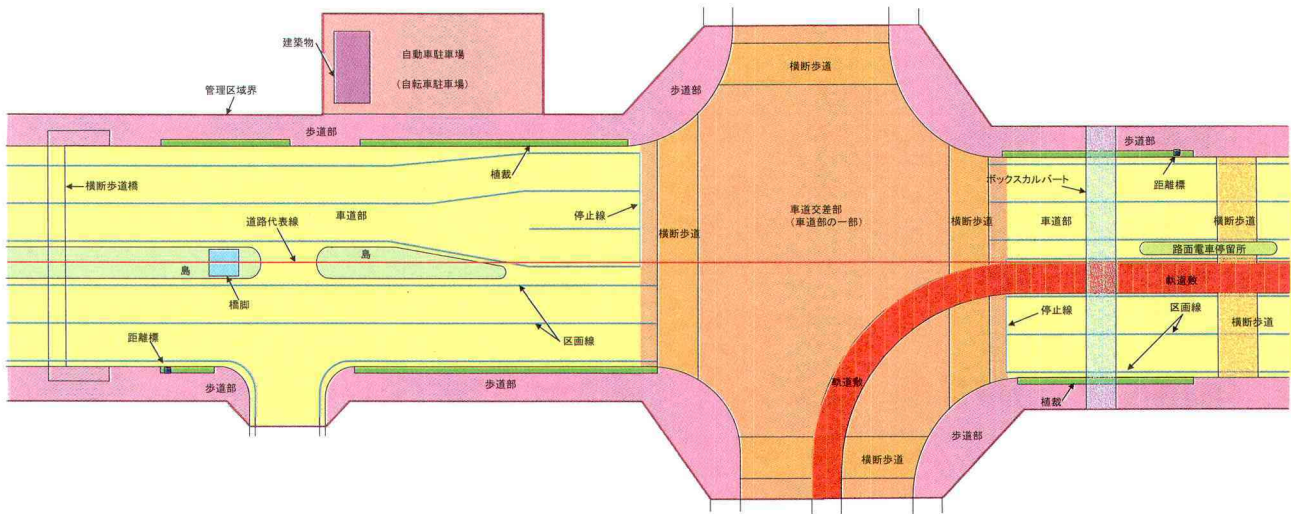 建築物
自動車駐車場
(自転車駐車場)
横断歩道
管理区域界
歩道部
歩道部
歩道部
植裁
横断歩道橋
車道部
道路代表線
停止線
横断歩道
車道交差部
(車道部の一部)
横断歩道
ボックスカルバート
距離標
車道部
横断歩道
路面電車停留所
島
島
橋脚
軌道敷
区画線
停止線
区画線
横断歩道
距離標
歩道部
歩道部
軌道敷
植裁
歩道部
横断歩道